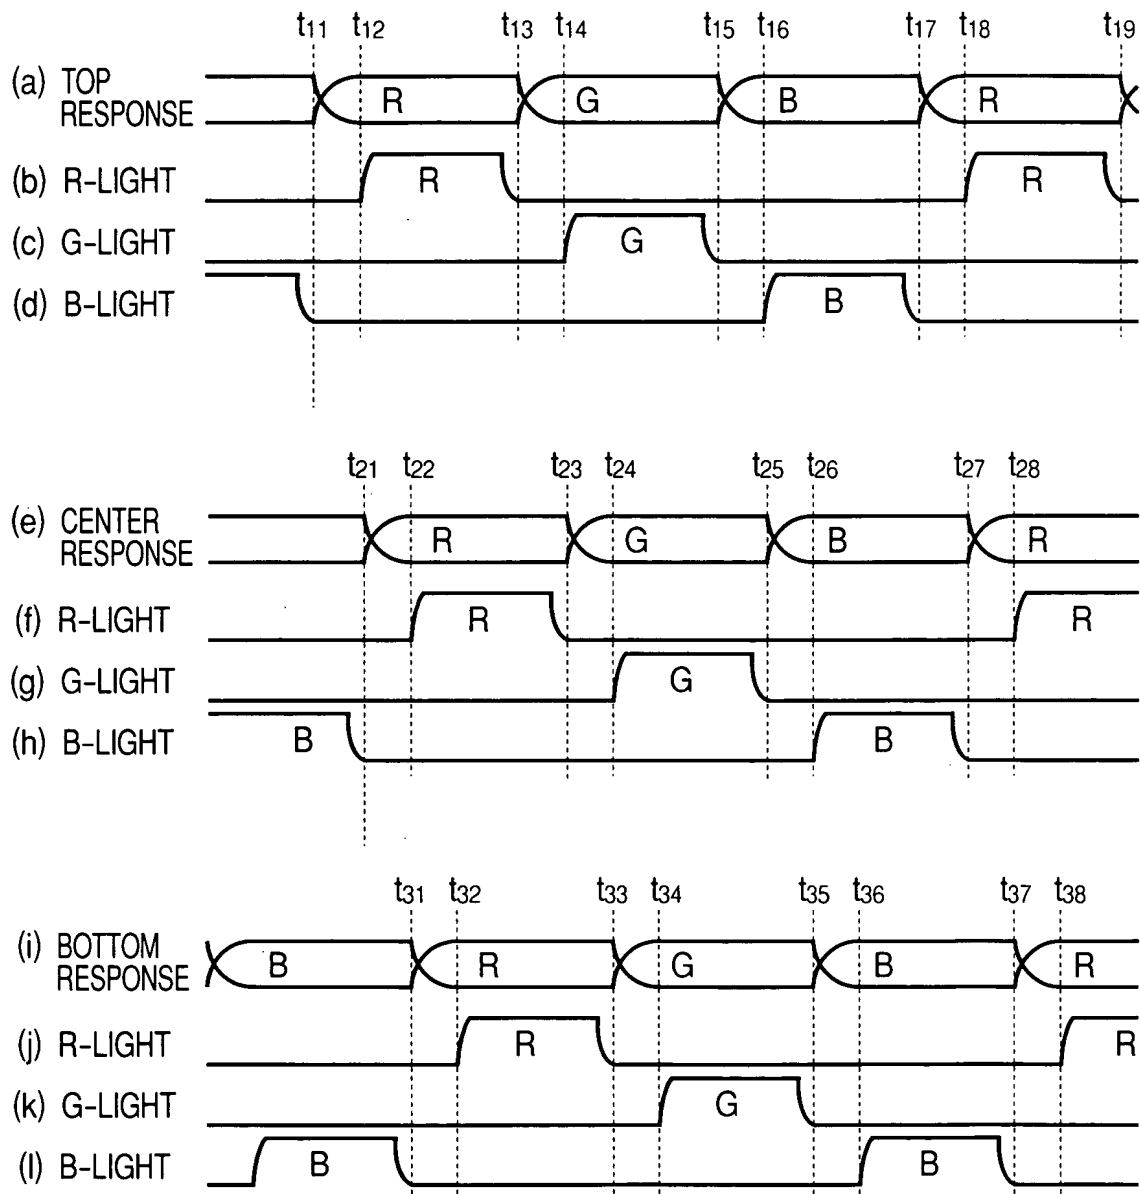 t11 t12 t13 t14 t15 t16 t17 t18 t19
(a) TOP RESPONSE R G B R
(b) R-LIGHT R R
(c) G-LIGHT G
(d) B-LIGHT B
t21 t22 t23 t24 t25 t26 t27 t28
(e) CENTER RESPONSE R G B R
(f) R-LIGHT R R
(g) G-LIGHT G
(h) B-LIGHT B B
t31 t32 t33 t34 t35 t36 t37 t38
(i) BOTTOM RESPONSE B R G B R
(j) R-LIGHT R R
(k) G-LIGHT G
(l) B-LIGHT B B